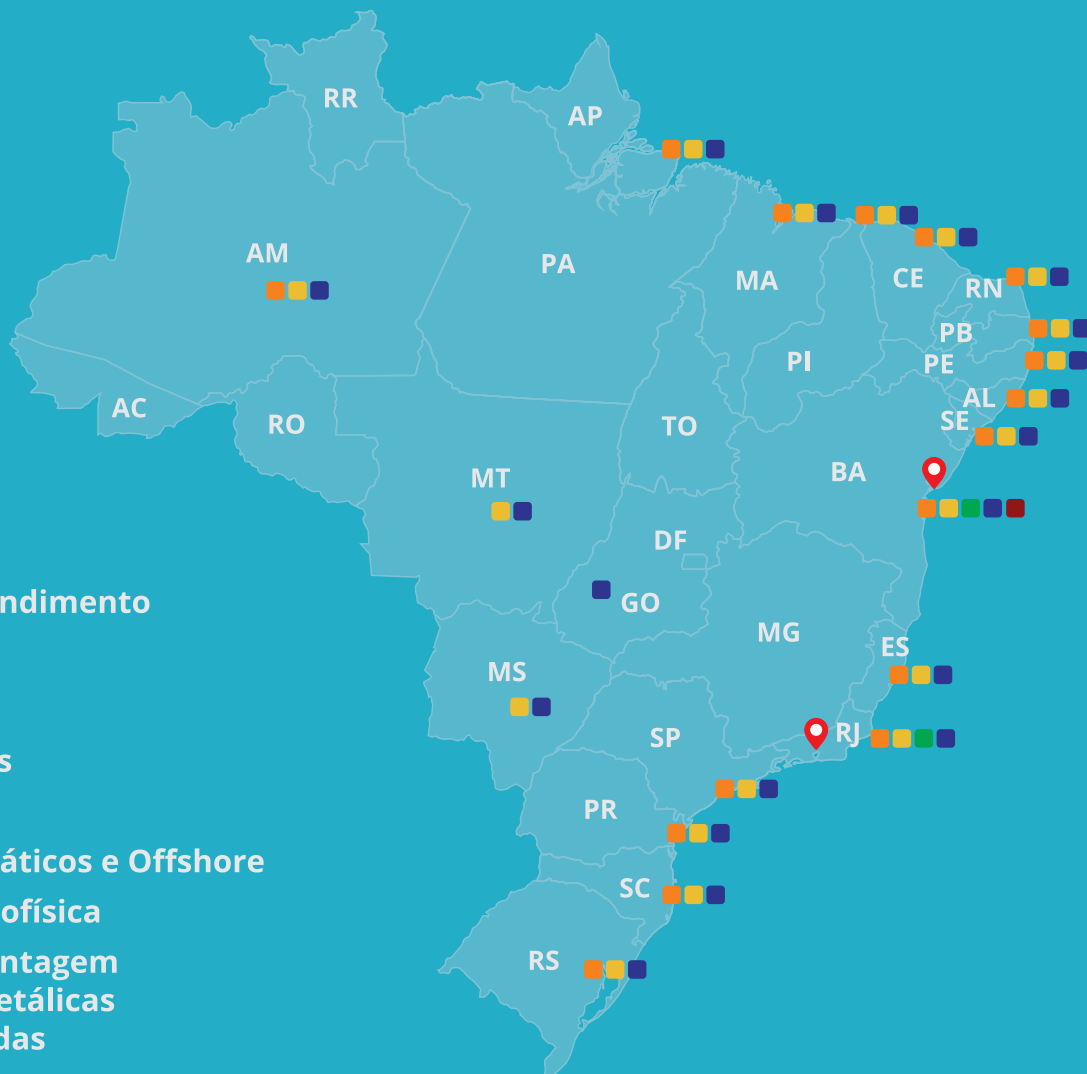 RR
AP
AM
PA
MA
CE
RN
PB
PE
PI
AL
SE
AC
RO
TO
BA
MT
DF
GO
MG
ES
MS
SP
RJ
PR
SC
RS
ndimento
s
áticos e Offshore
ofísica
ntagem
etálicas
das